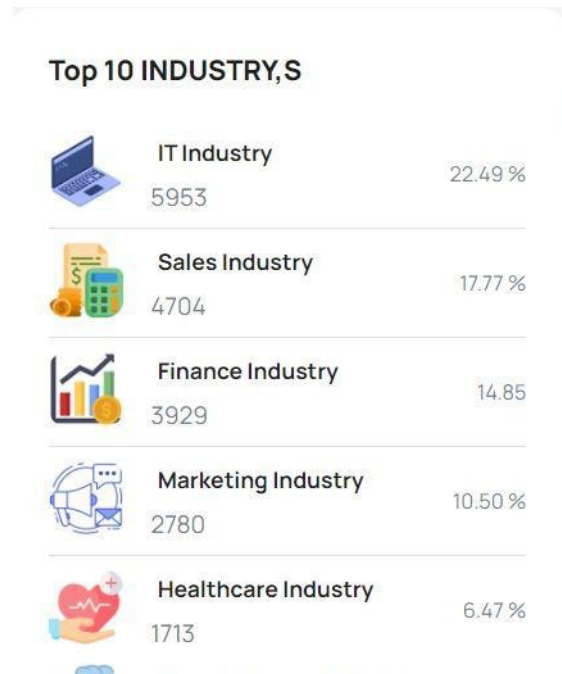 Top 10 INDUSTRY,S
IT Industry
22.49 %
5953
Sales Industry
17.77 %
4704
Finance Industry
14.85
3929
Marketing Industry
10.50 %
2780
Healthcare Industry
6.47 %
1713